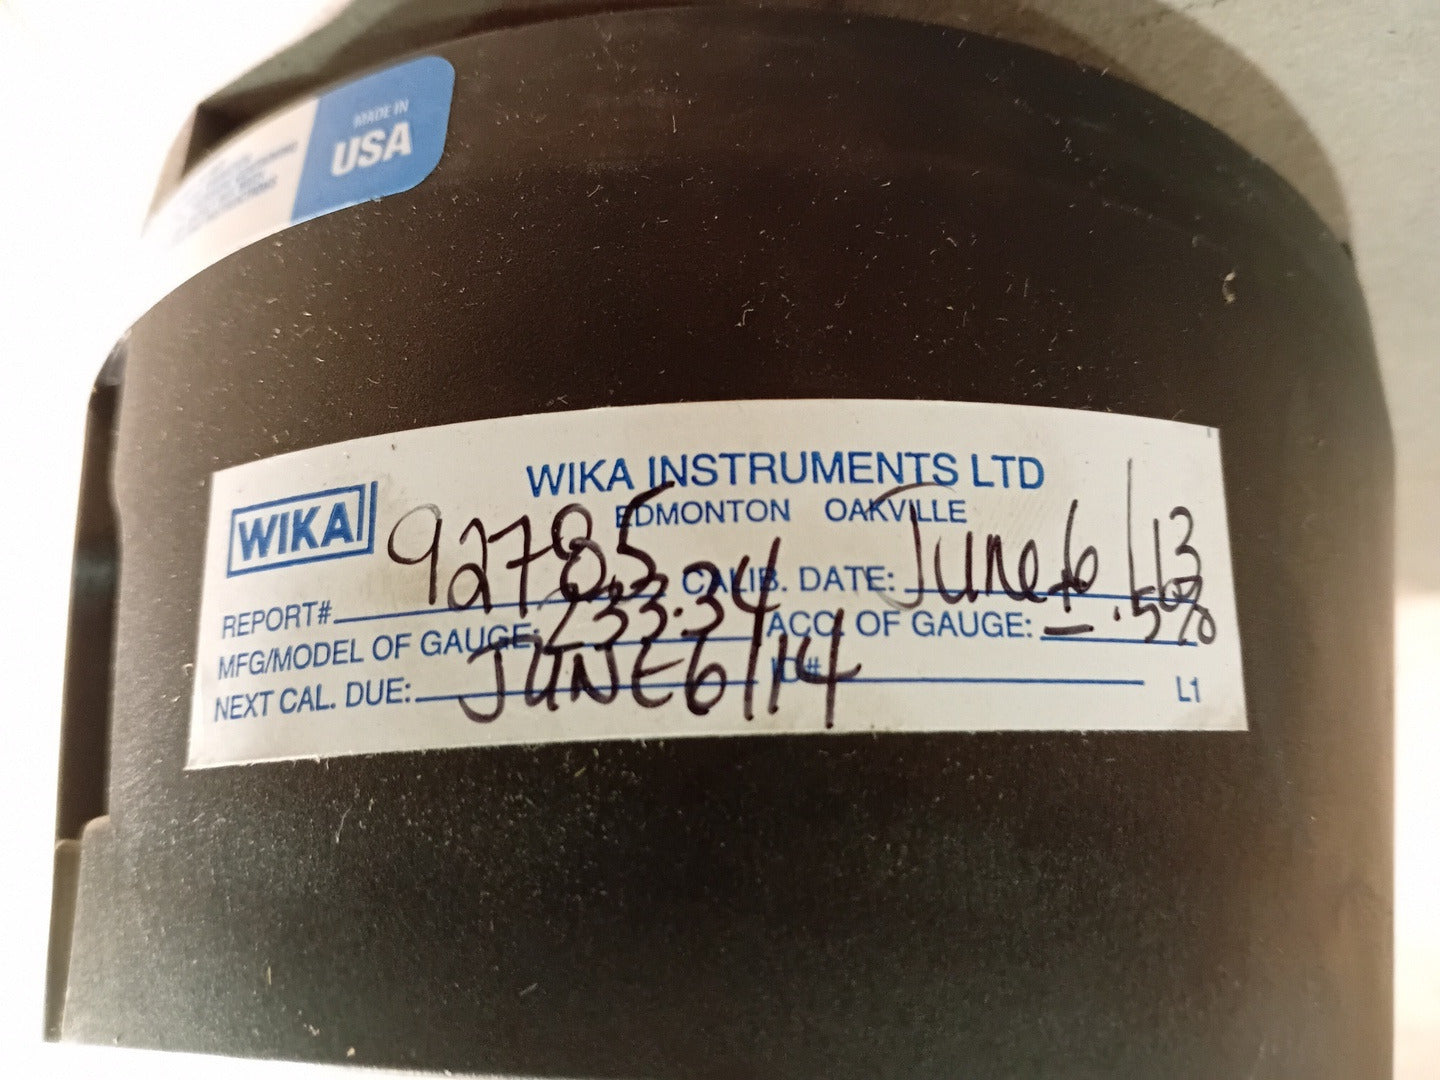 MADE IN
USA
WIKA
WIKA INSTRUMENTS LTD
EDMONTON OAKVILLE
REPORT# 92785 CALIB. DATE: June 6/13
MFG/MODEL OF GAUGE: 233.34 ACC. OF GAUGE: ± .5%
NEXT CAL. DUE: JUNE 6/14 ID#
L1